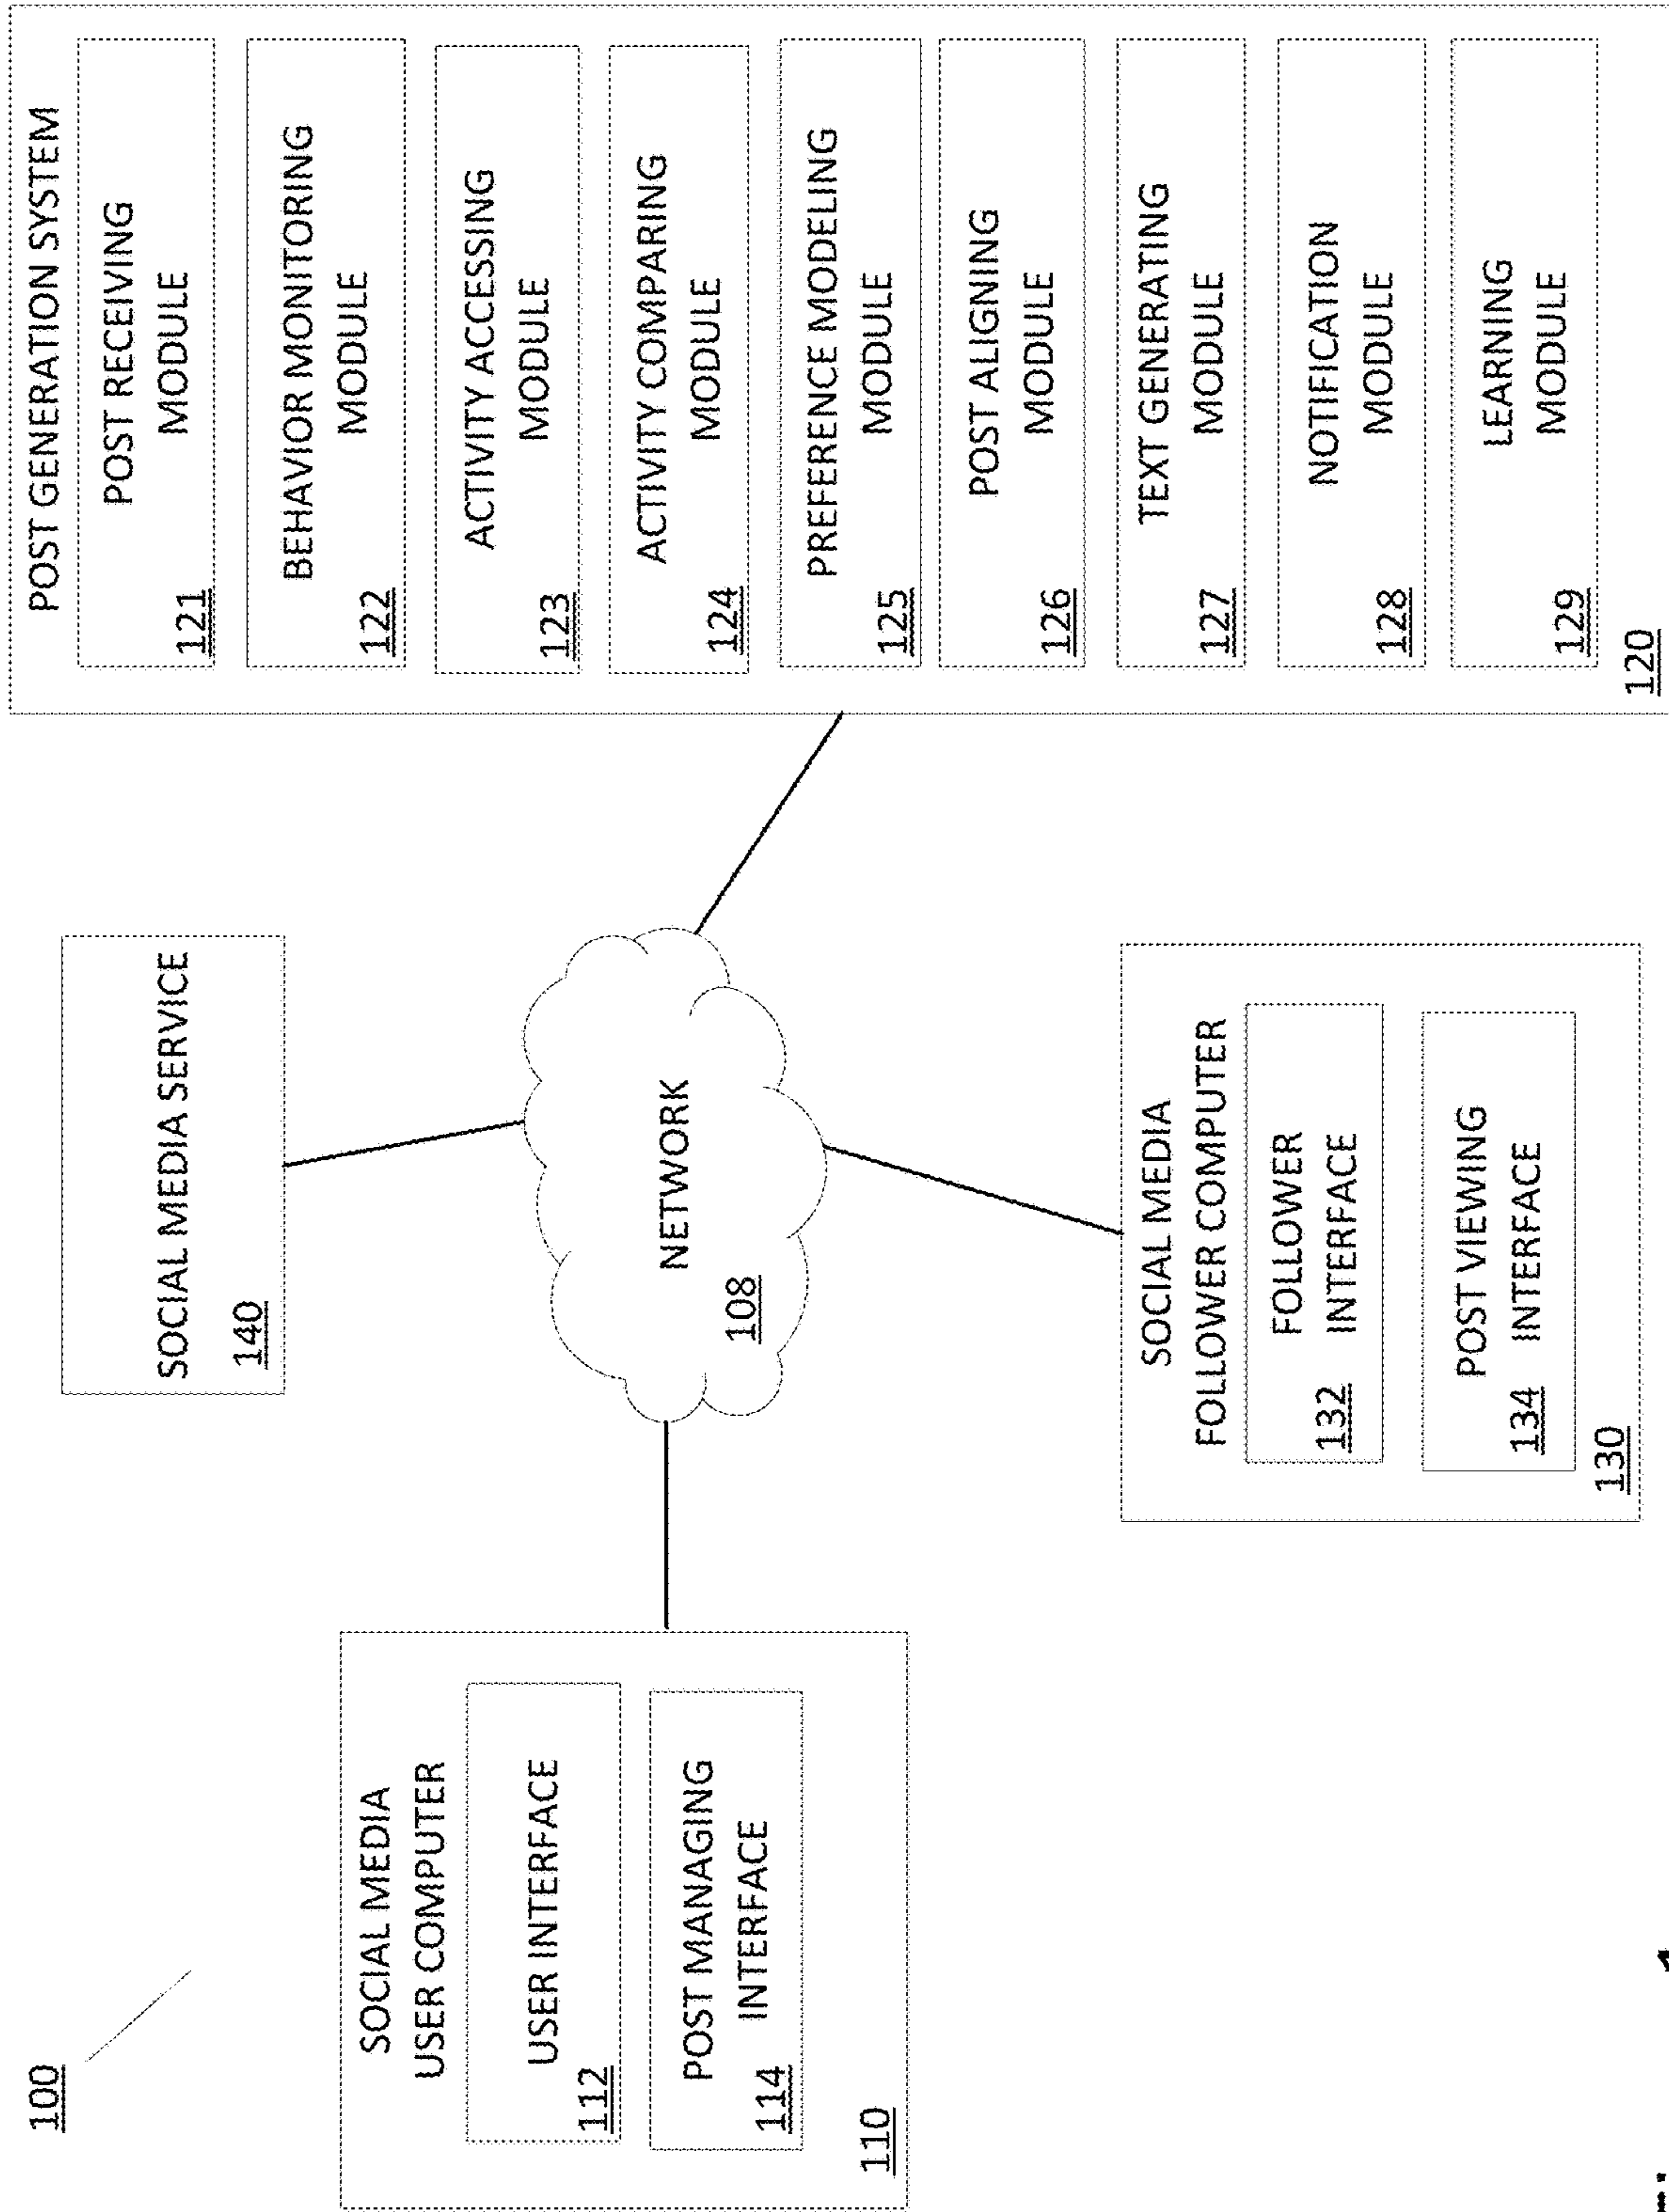 100
SOCIAL MEDIA
USER COMPUTER
USER INTERFACE
112
POST MANAGING
INTERFACE
114
110
SOCIAL MEDIA SERVICE
140
NETWORK
108
SOCIAL MEDIA
FOLLOWER COMPUTER
FOLLOWER
132 INTERFACE
POST VIEWING
134 INTERFACE
130
POST GENERATION SYSTEM
POST RECEIVING
121 MODULE
BEHAVIOR MONITORING
122 MODULE
ACTIVITY ACCESSING
123 MODULE
ACTIVITY COMPARING
124 MODULE
PREFERENCE MODELING
125 MODULE
POST ALIGNING
126 MODULE
TEXT GENERATING
127 MODULE
NOTIFICATION
128 MODULE
LEARNING
129 MODULE
120